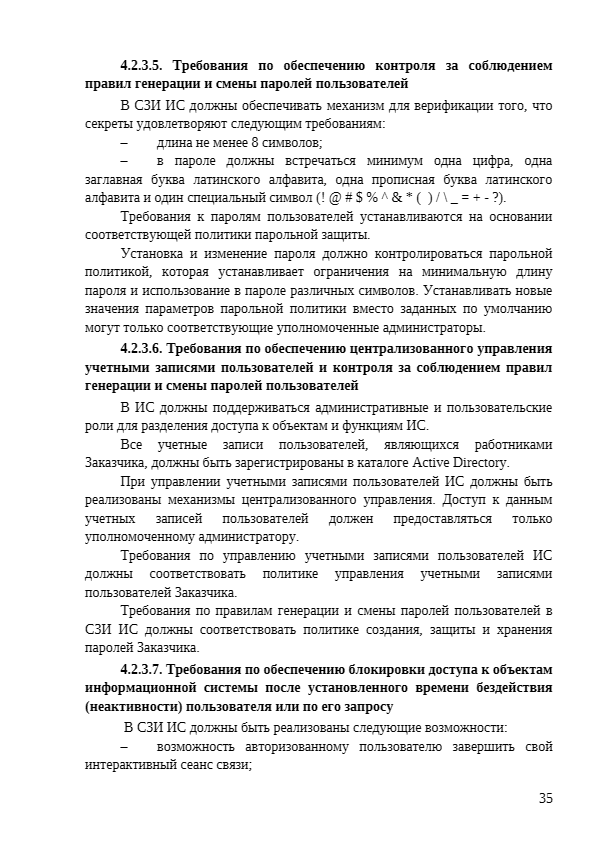 4.2.3.5. Требования по обеспечению контроля за соблюдением
правил генерации и смены паролей пользователей
В СЗИ ИС должны обеспечивать механизм для верификации того, что
секреты удовлетворяют следующим требованиям:
– длина не менее 8 символов;
– в пароле должны встречаться минимум одна цифра, одна
заглавная буква латинского алфавита, одна прописная буква латинского
алфавита и один специальный символ (! @ # $ % ^ & * ( ) / \ _ = + - ?).
Требования к паролям пользователей устанавливаются на основании
соответствующей политики парольной защиты.
Установка и изменение пароля должно контролироваться парольной
политикой, которая устанавливает ограничения на минимальную длину
пароля и использование в пароле различных символов. Устанавливать новые
значения параметров парольной политики вместо заданных по умолчанию
могут только соответствующие уполномоченные администраторы.
4.2.3.6. Требования по обеспечению централизованного управления
учетными записями пользователей и контроля за соблюдением правил
генерации и смены паролей пользователей
В ИС должны поддерживаться административные и пользовательские
роли для разделения доступа к объектам и функциям ИС.
Все учетные записи пользователей, являющихся работниками
Заказчика, должны быть зарегистрированы в каталоге Active Directory.
При управлении учетными записями пользователей ИС должны быть
реализованы механизмы централизованного управления. Доступ к данным
учетных записей пользователей должен предоставляться только
уполномоченному администратору.
Требования по управлению учетными записями пользователей ИС
должны соответствовать политике управления учетными записями
пользователей Заказчика.
Требования по правилам генерации и смены паролей пользователей в
СЗИ ИС должны соответствовать политике создания, защиты и хранения
паролей Заказчика.
4.2.3.7. Требования по обеспечению блокировки доступа к объектам
информационной системы после установленного времени бездействия
(неактивности) пользователя или по его запросу
В СЗИ ИС должны быть реализованы следующие возможности:
– возможность авторизованному пользователю завершить свой
интерактивный сеанс связи;
35